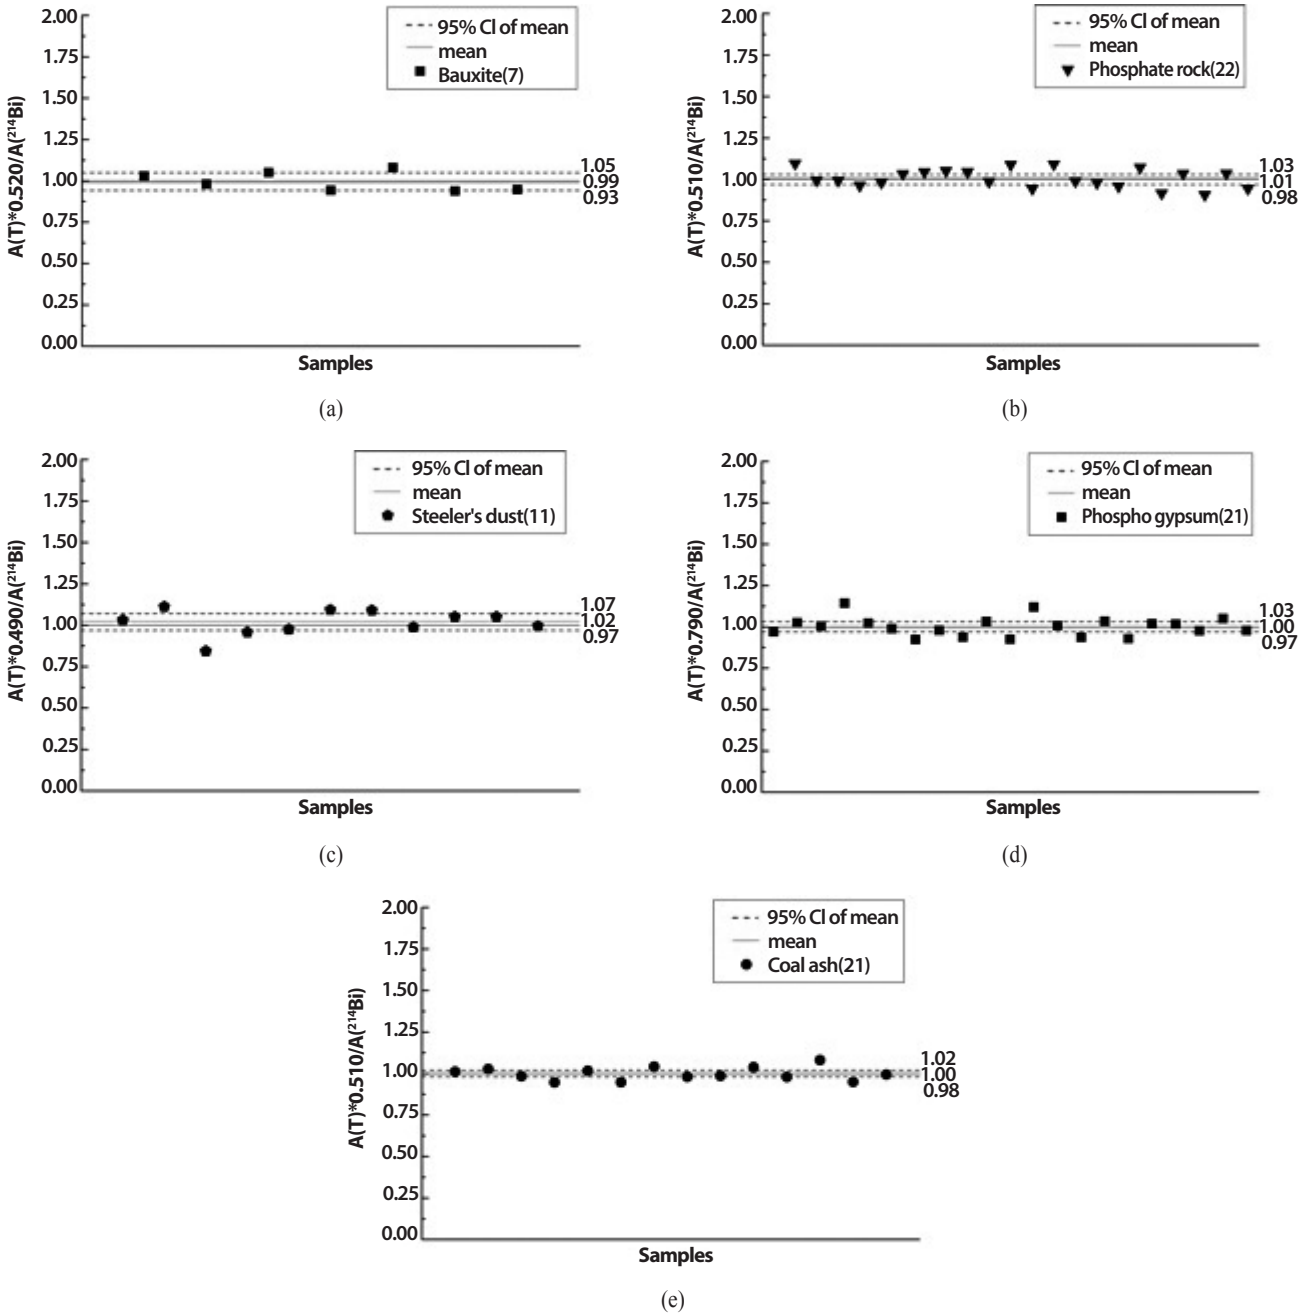 2.00
1.75
1.50
1.25
1.00
0.75
0.50
0.25
0.00
A(T)*0.520/A(²¹⁴Bi)
95% Cl of mean
mean
Bauxite(7)
1.05
0.99
0.93
Samples
(a)
2.00
1.75
1.50
1.25
1.00
0.75
0.50
0.25
0.00
A(T)*0.510/A(²¹⁴Bi)
95% Cl of mean
mean
Phosphate rock(22)
1.03
1.01
0.98
Samples
(b)
2.00
1.75
1.50
1.25
1.00
0.75
0.50
0.25
0.00
A(T)*0.490/A(²¹⁴Bi)
95% Cl of mean
mean
Steeler's dust(11)
1.07
1.02
0.97
Samples
(c)
2.00
1.75
1.50
1.25
1.00
0.75
0.50
0.25
0.00
A(T)*0.790/A(²¹⁴Bi)
95% Cl of mean
mean
Phospho gypsum(21)
1.03
1.00
0.97
Samples
(d)
2.00
1.75
1.50
1.25
1.00
0.75
0.50
0.25
0.00
A(T)*0.510/A(²¹⁴Bi)
95% Cl of mean
mean
Coal ash(21)
1.02
1.00
0.98
Samples
(e)